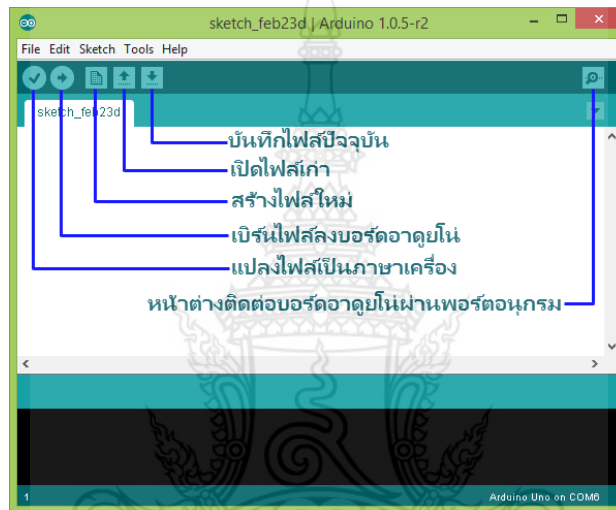 sketch_feb23d | Arduino 1.0.5-r2
File Edit Sketch Tools Help
sketch_feb23d
บันทึกไฟล์ปัจจุบัน
เปิดไฟล์เก่า
สร้างไฟล์ใหม่
เบิร์นไฟล์ลงบอร์ดอาดูยโน่
แปลงไฟล์เป็นภาษาเครื่อง
หน้าต่างติดต่อบอร์ดอาดูยโน่ผ่านพอร์ตอนุกรม
1
Arduino Uno on COM6